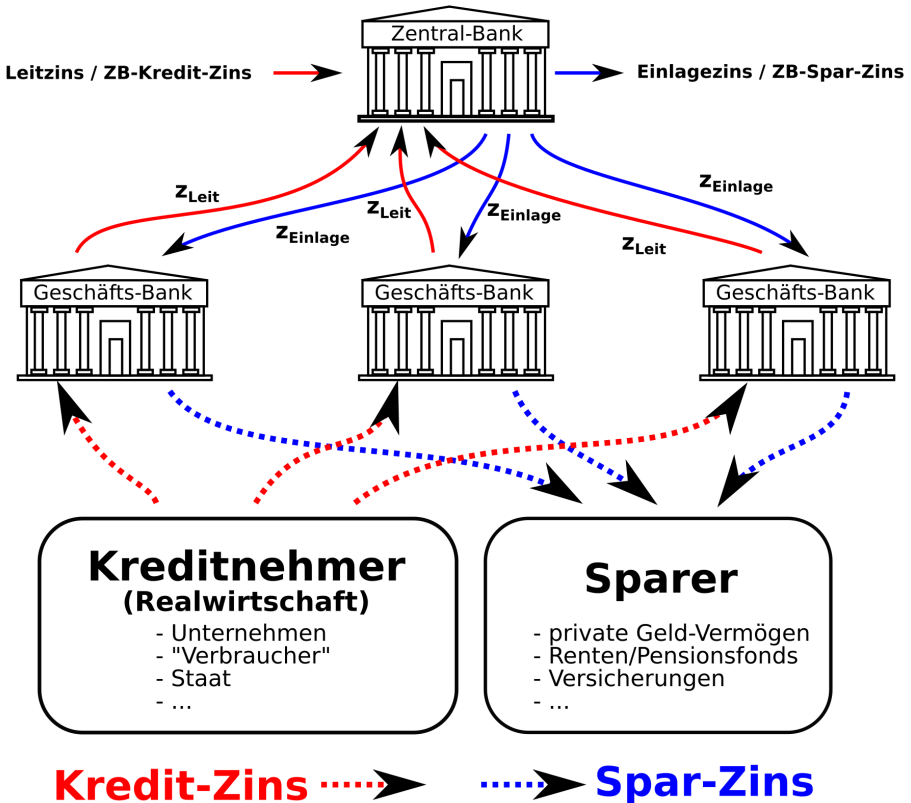 Zentral-Bank
Leitzins / ZB-Kredit-Zins
Einlagezins / ZB-Spar-Zins
zLeit
zEinlage
zLeit
zEinlage
zEinlage
zLeit
Geschäfts-Bank
Geschäfts-Bank
Geschäfts-Bank
Kreditnehmer
(Realwirtschaft)
- Unternehmen
- "Verbraucher"
- Staat
- ...
Sparer
- private Geld-Vermögen
- Renten/Pensionsfonds
- Versicherungen
- ...
Kredit-Zins
Spar-Zins